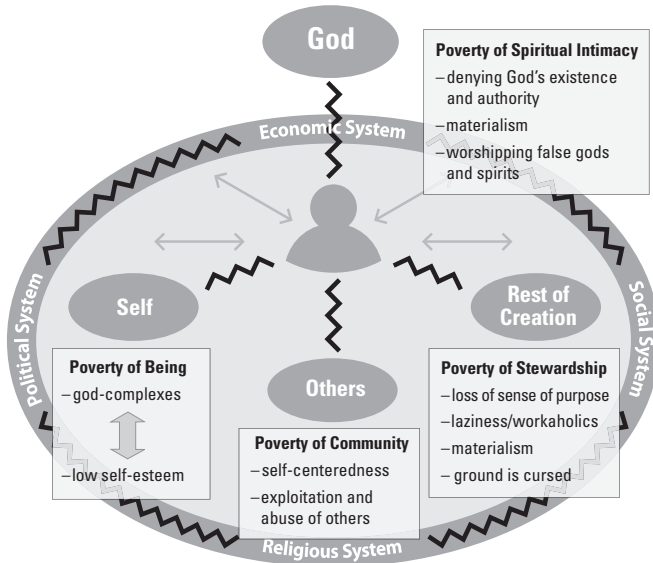 God
Poverty of Spiritual Intimacy
– denying God's existence
and authority
– materialism
– worshipping false gods
and spirits
Economic System
Political System
Social System
Self
Rest of
Creation
Others
Poverty of Being
– god-complexes
– low self-esteem
Poverty of Community
– self-centeredness
– exploitation and
abuse of others
Poverty of Stewardship
– loss of sense of purpose
– laziness/workaholics
– materialism
– ground is cursed
Religious System